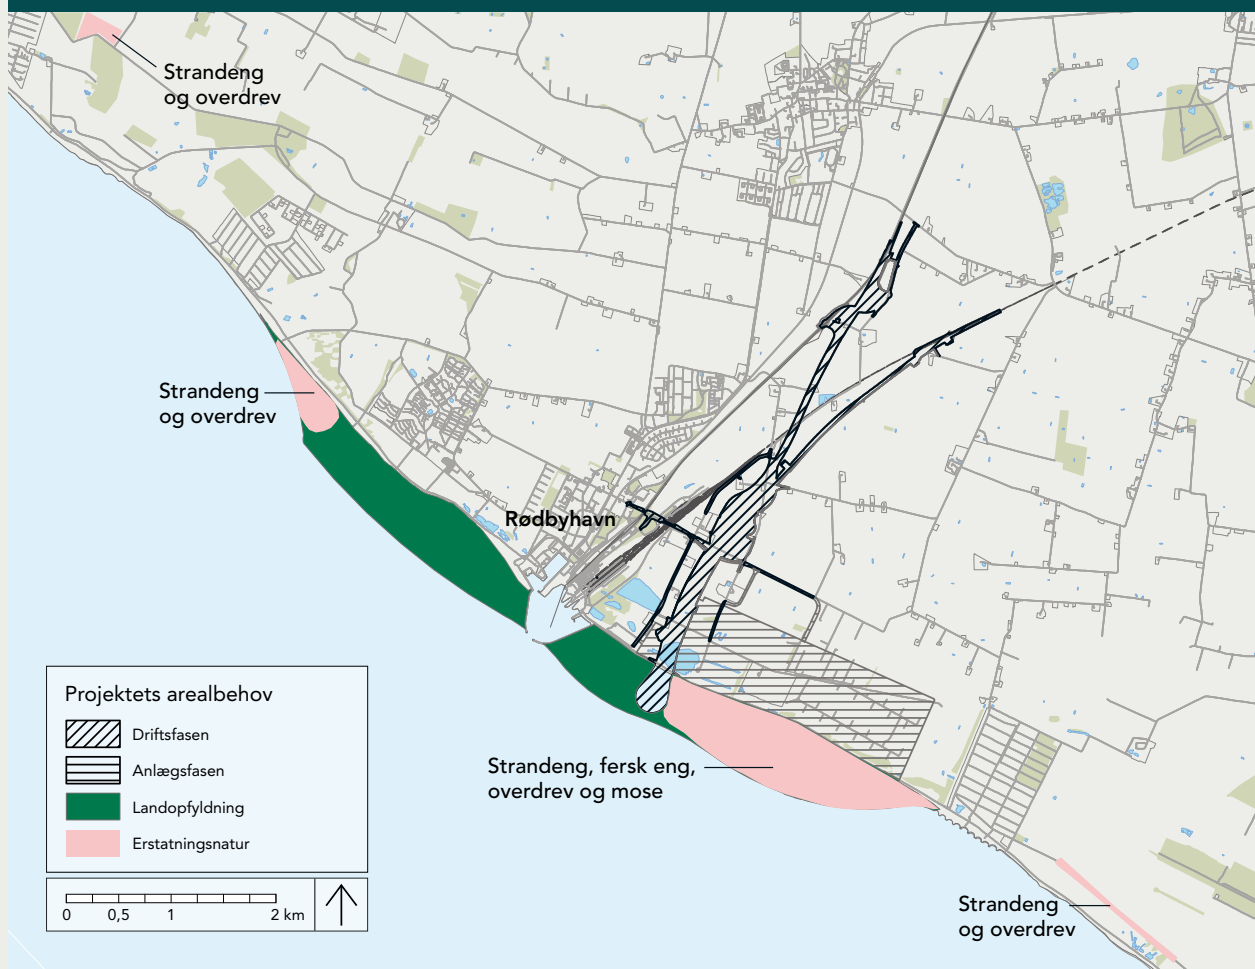 Strandeng
og overdrev
Strandeng
og overdrev
Rødbyhavn
Strandeng, fersk eng,
overdrev og mose
Strandeng
og overdrev
Projektets arealbehov
Driftsfasen
Anlægsfasen
Landopfyldning
Erstatningsnatur
0 0,5 1 2 km